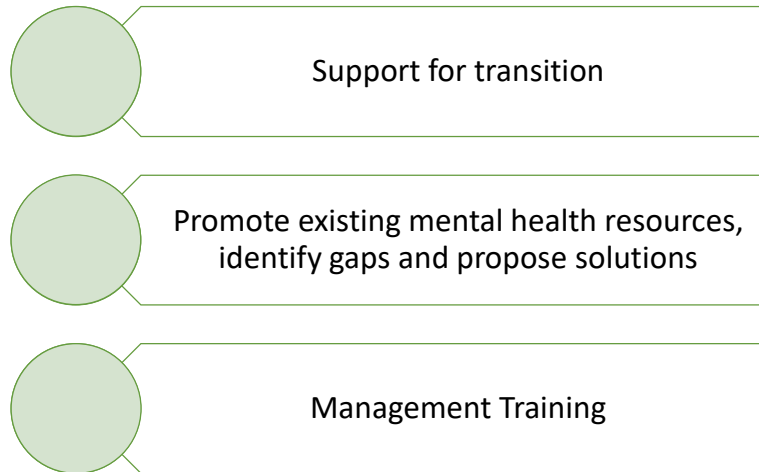 Support for transition
Promote existing mental health resources,
identify gaps and propose solutions
Management Training